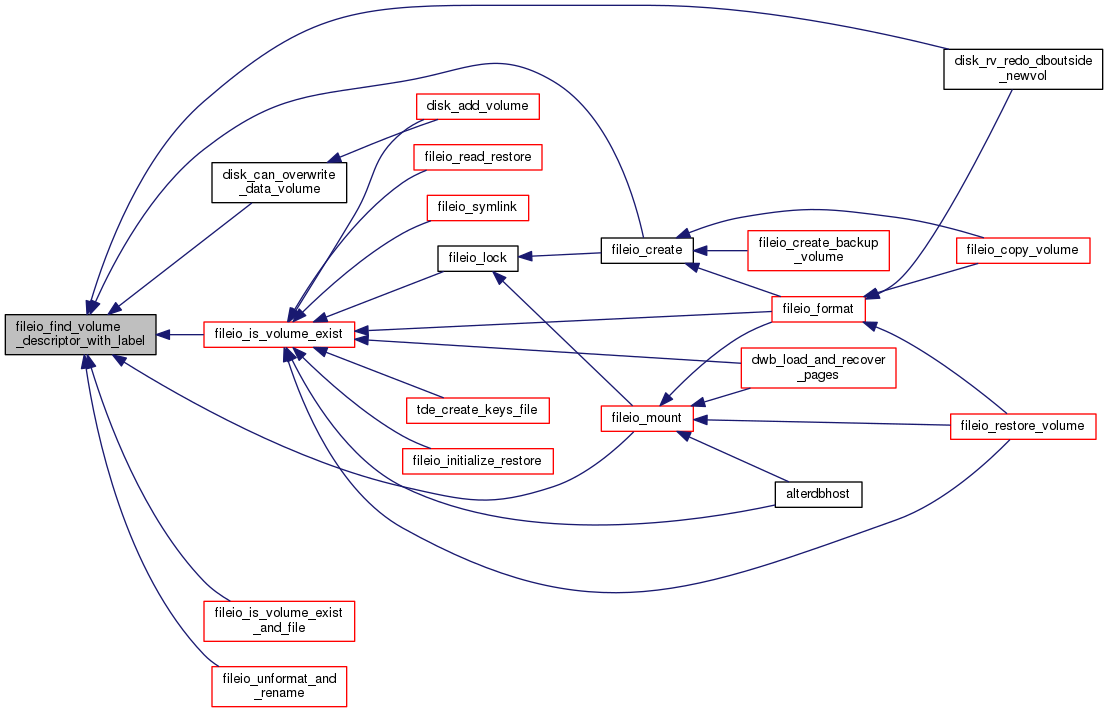 disk_rv_redo_dboutside
_newvol
disk_add_volume
fileio_read_restore
disk_can_overwrite
_data_volume
fileio_symlink
fileio_lock
fileio_create
fileio_create_backup
_volume
fileio_copy_volume
fileio_format
fileio_find_volume
_descriptor_with_label
fileio_is_volume_exist
dwb_load_and_recover
_pages
tde_create_keys_file
fileio_mount
fileio_restore_volume
fileio_initialize_restore
alterdbhost
fileio_is_volume_exist
_and_file
fileio_unformat_and
_rename